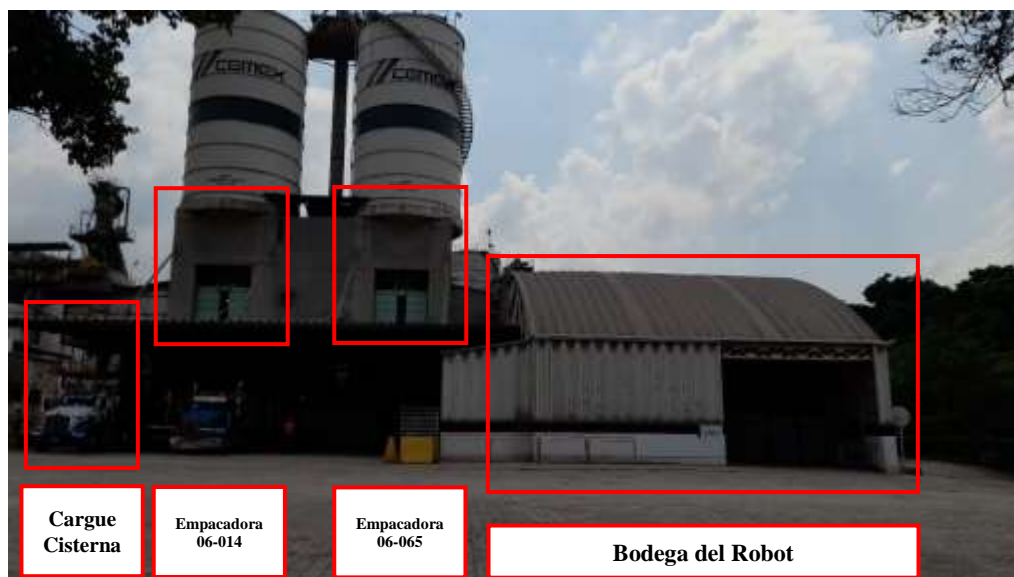 CEMEX
CEMEX
Cargue
Cisterna
Empacadora
06-014
Empacadora
06-065
Bodega del Robot